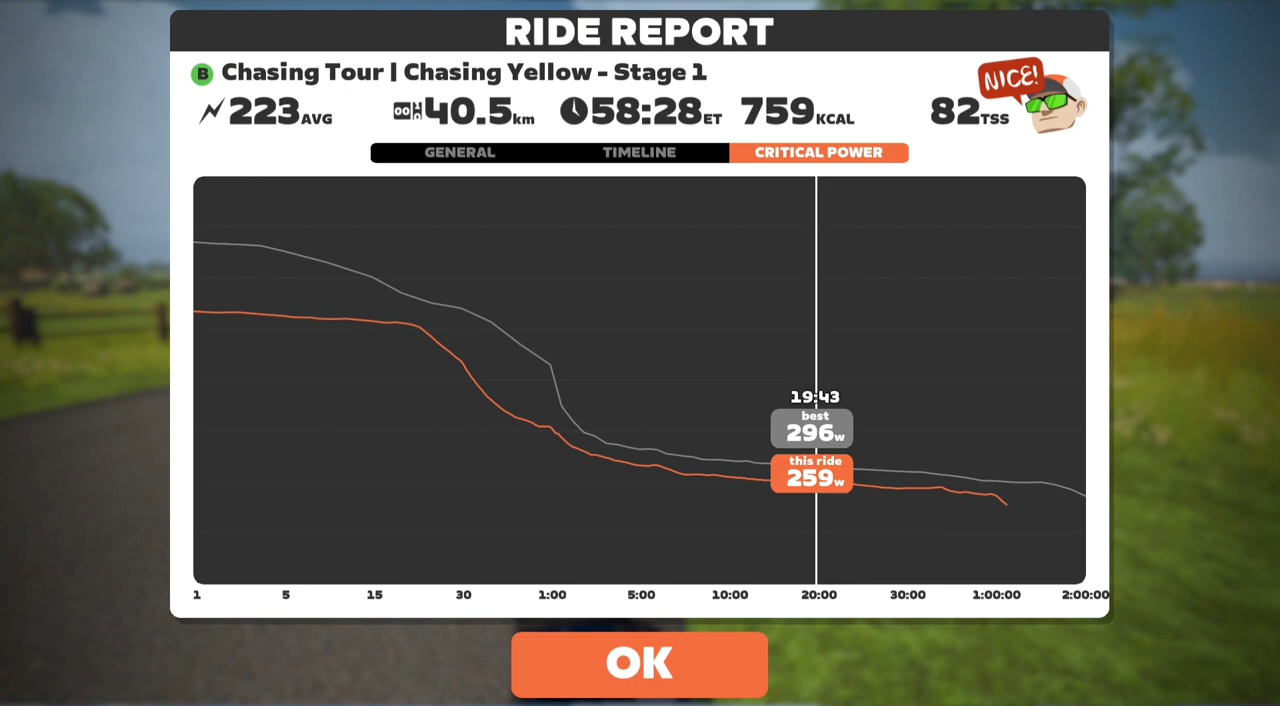 RIDE REPORT
B Chasing Tour | Chasing Yellow - Stage 1
NICE!
223AVG 40.5km 58:28ET 759KCAL 82TSS
GENERAL TIMELINE CRITICAL POWER
19:43
best
296w
this ride
259w
1 5 15 30 1:00 5:00 10:00 20:00 30:00 1:00:00 2:00:00
OK